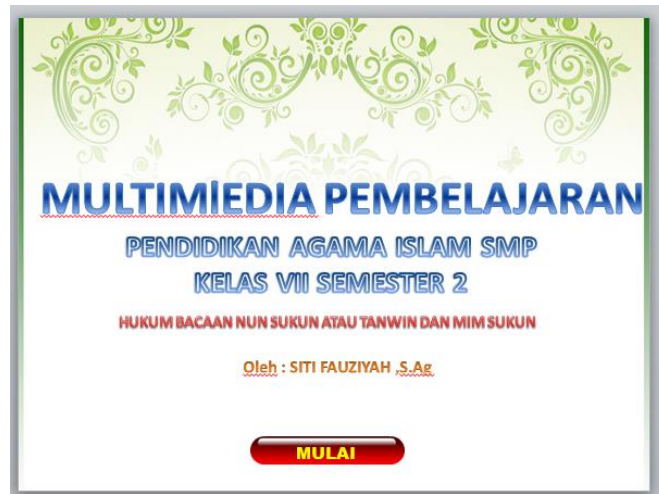 MULTIMIEDIA PEMBELAJARAN
PENDIDIKAN AGAMA ISLAM SMP
KELAS VII SEMESTER 2
HUKUM BACAAN NUN SUKUN ATAU TANWIN DAN MIM SUKUN
Oleh : SITI FAUZIYAH ,S.Ag
MULAI